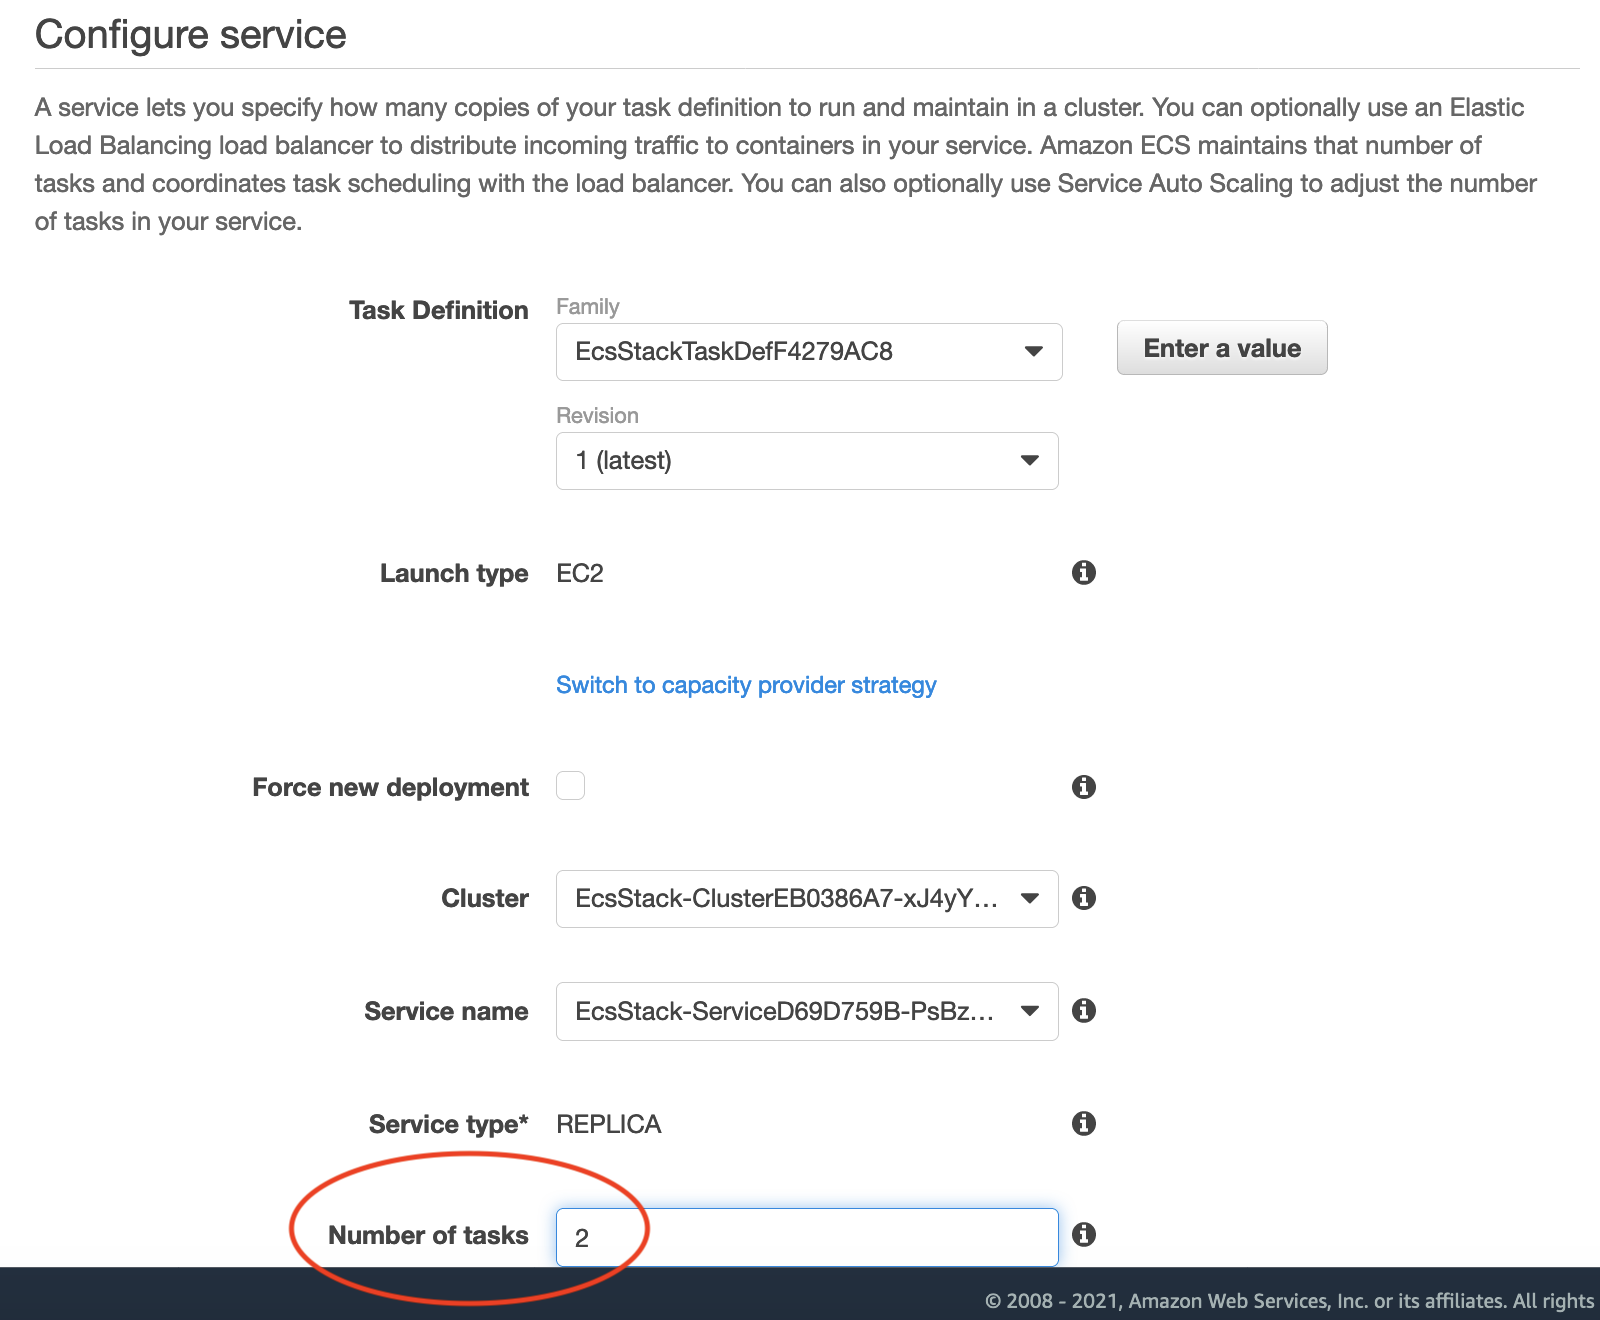 Configure service
A service lets you specify how many copies of your task definition to run and maintain in a cluster. You can optionally use an Elastic
Load Balancing load balancer to distribute incoming traffic to containers in your service. Amazon ECS maintains that number of
tasks and coordinates task scheduling with the load balancer. You can also optionally use Service Auto Scaling to adjust the number
of tasks in your service.
Task Definition
Family
EcsStackTaskDefF4279AC8
Enter a value
Revision
1 (latest)
Launch type
EC2
Switch to capacity provider strategy
Force new deployment
Cluster
EcsStack-ClusterEB0386A7-xJ4yY...
Service name
EcsStack-ServiceD69D759B-PsBz...
Service type*
REPLICA
Number of tasks
2
© 2008 - 2021, Amazon Web Services, Inc. or its affiliates. All rights